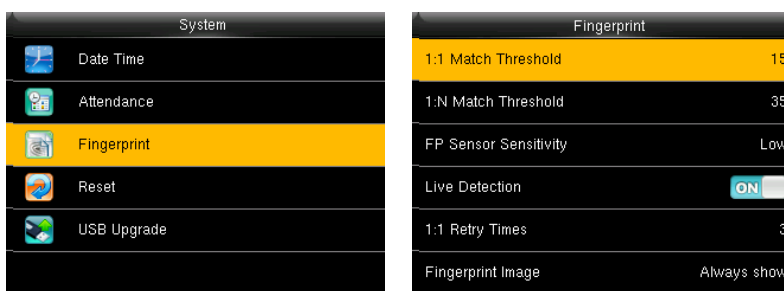 System
Date Time
Attendance
Fingerprint
Reset
USB Upgrade
Fingerprint
1:1 Match Threshold 15
1:N Match Threshold 35
FP Sensor Sensitivity Low
Live Detection ON
1:1 Retry Times 3
Fingerprint Image Always show